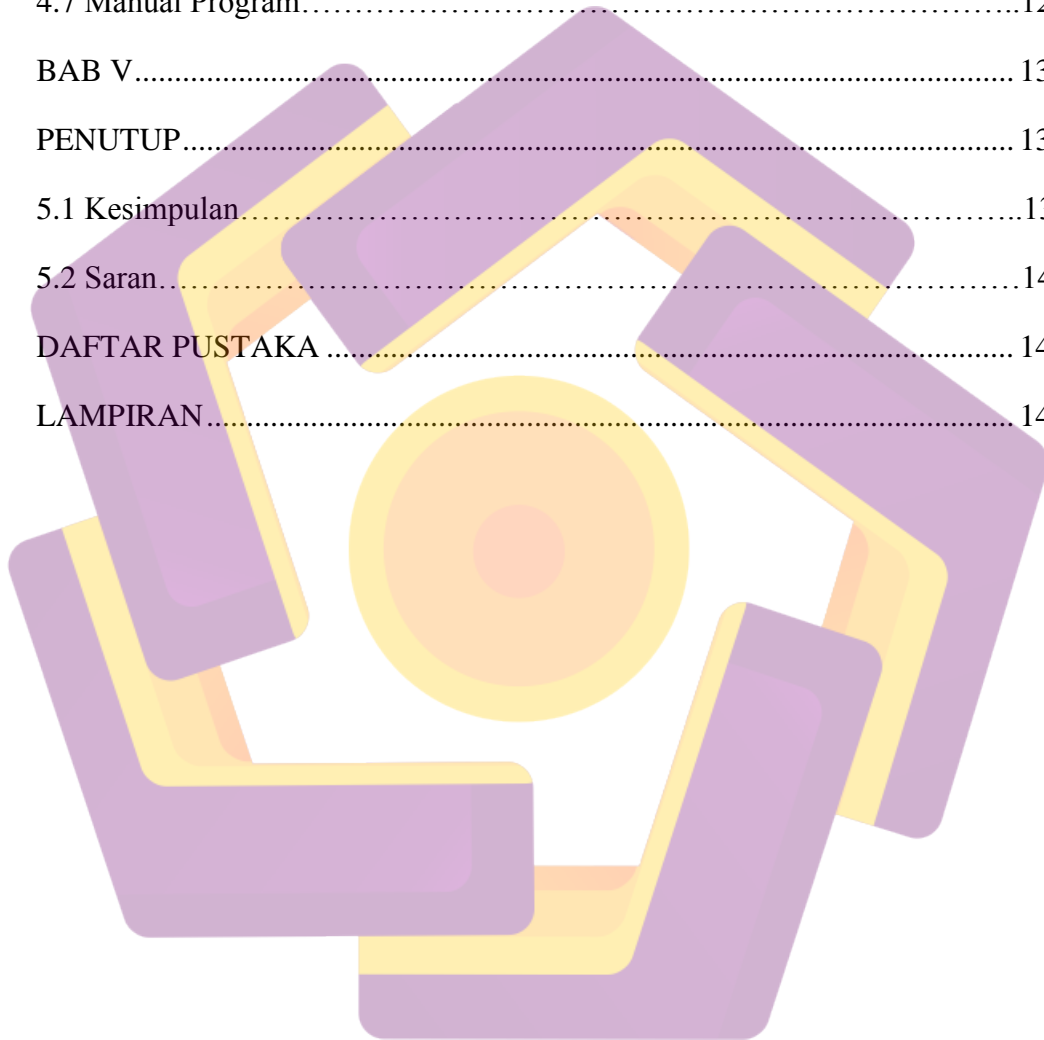 4.7 Manual Program……………………………………………………………………..12
BAB V............................................................................................................ 13
PENUTUP...................................................................................................... 13
5.1 Kesimpulan……………………………………………………………………..13
5.2 Saran……………………………………………………………………………14
DAFTAR PUSTAKA .................................................................................... 14
LAMPIRAN................................................................................................... 14